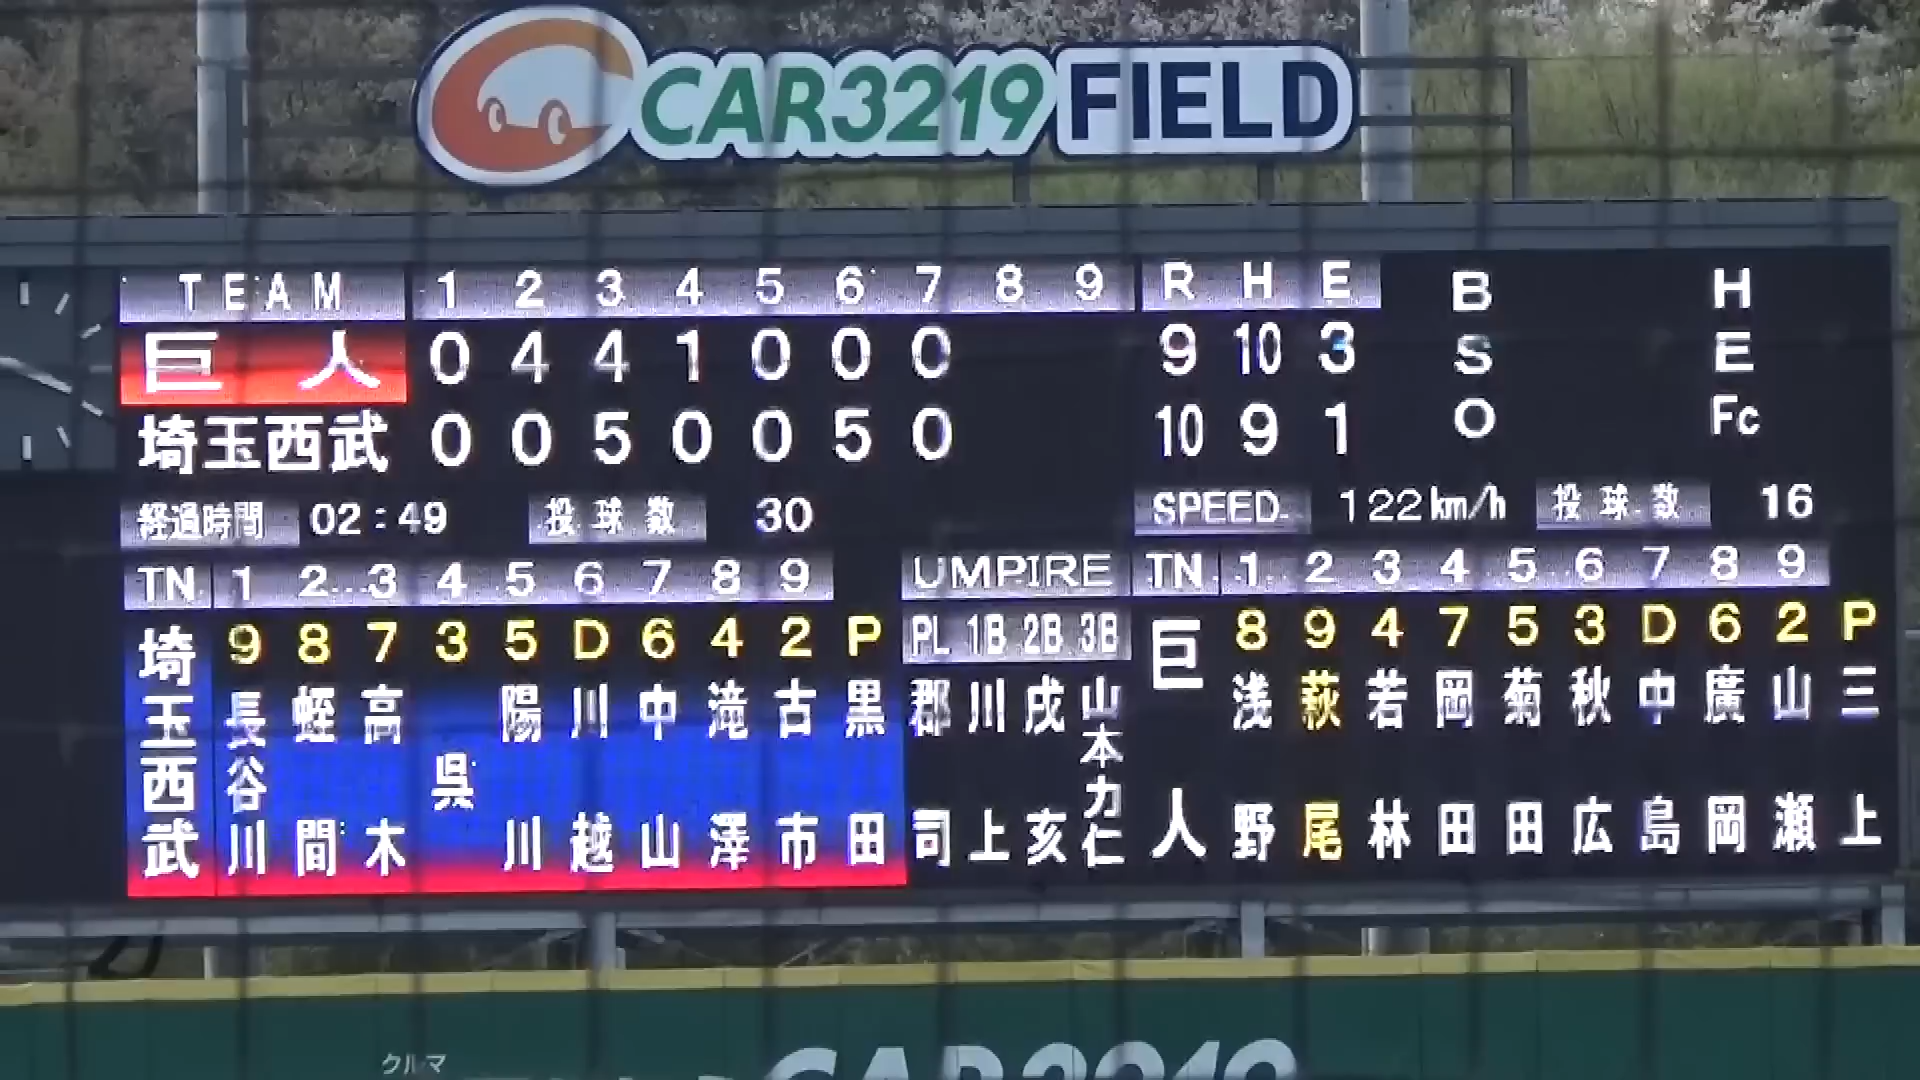 CAR3219 FIELD
TEAM 1 2 3 4 5 6 7 8 9 R H E B H
巨人 0 4 4 1 0 0 0 9 10 3 S E
埼玉西武 0 0 5 0 0 5 0 10 9 1 O Fc
経過時間 02:49 投球数 30 SPEED 122km/h 投球数 16
TN 1 2 3 4 5 6 7 8 9 UMPIRE TN 1 2 3 4 5 6 7 8 9
9 8 7 3 5 D 6 4 2 P PL 1B 2B 3B 8 9 4 7 5 3 D 6 2 P
埼玉西武 長谷川 蛭間 高木 呉 陽川 川越 中山 滝澤 古市 黒田 郡司 川上 戌亥 山本力仁 巨人 浅野 萩尾 若林 岡田 菊田 秋広 中島 廣岡 山瀬 三上
クルマ
CAR3219